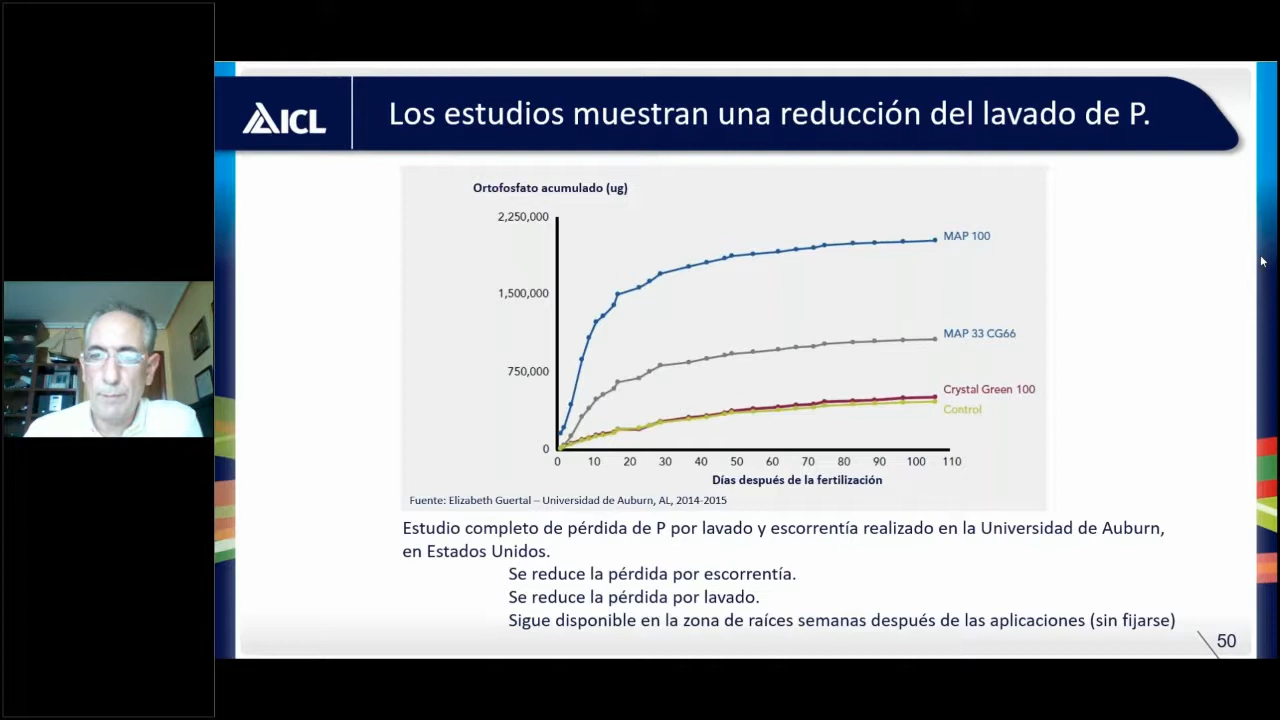 ICL
Los estudios muestran una reducción del lavado de P.
Ortofosfato acumulado (ug)
2,250,000
1,500,000
750,000
0
MAP 100
MAP 33 CG66
Crystal Green 100
Control
0 10 20 30 40 50 60 70 80 90 100 110
Días después de la fertilización
Fuente: Elizabeth Guertal – Universidad de Auburn, AL, 2014-2015
Estudio completo de pérdida de P por lavado y escorrentía realizado en la Universidad de Auburn,
en Estados Unidos.
Se reduce la pérdida por escorrentía.
Se reduce la pérdida por lavado.
Sigue disponible en la zona de raíces semanas después de las aplicaciones (sin fijarse)
50